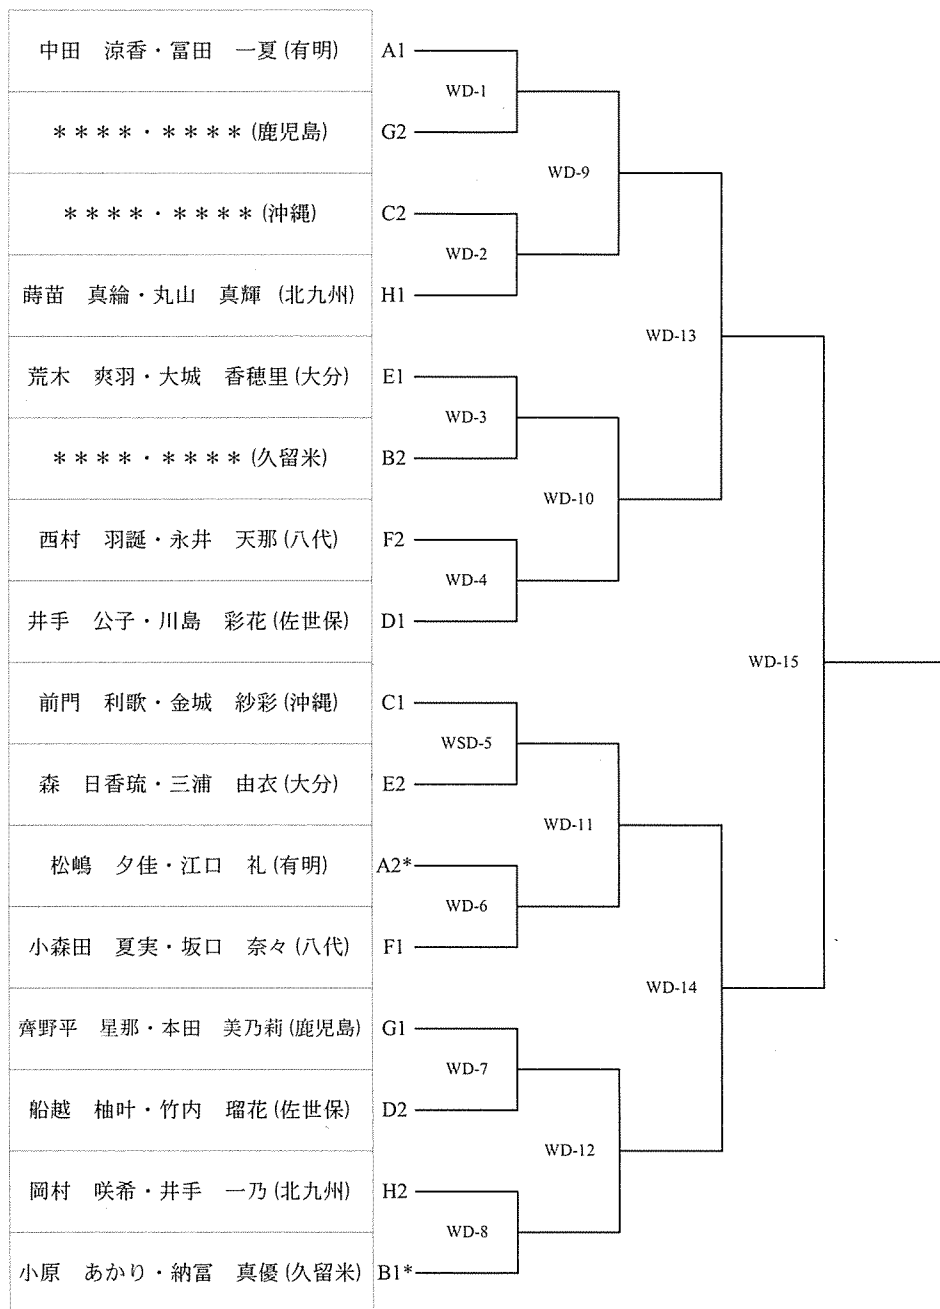 中田　涼香・冨田　一夏(有明) A1
WD-1
＊＊＊＊・＊＊＊＊(鹿児島) G2
WD-9
＊＊＊＊・＊＊＊＊(沖縄) C2
WD-2
蒔苗　真綸・丸山　真輝 (北九州) H1
WD-13
荒木　爽羽・大城　香穂里(大分) E1
WD-3
＊＊＊＊・＊＊＊＊(久留米) B2
WD-10
西村　羽誕・永井　天那(八代) F2
WD-4
井手　公子・川島　彩花(佐世保) D1
WD-15
前門　利歌・金城　紗彩(沖縄) C1
WSD-5
森　日香琉・三浦　由衣(大分) E2
WD-11
松嶋　夕佳・江口　礼(有明) A2*
WD-6
小森田　夏実・坂口　奈々(八代) F1
WD-14
齊野平　星那・本田　美乃莉(鹿児島) G1
WD-7
船越　柚叶・竹内　瑠花(佐世保) D2
WD-12
岡村　咲希・井手　一乃(北九州) H2
WD-8
小原　あかり・納冨　真優(久留米) B1*